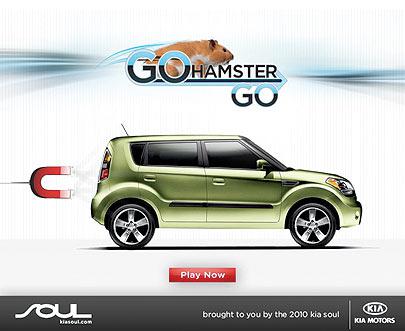 GO HAMSTER
GO
Play Now
SOUL
kiasoul.com
brought to you by the 2010 kia soul
KIA
KIA MOTORS